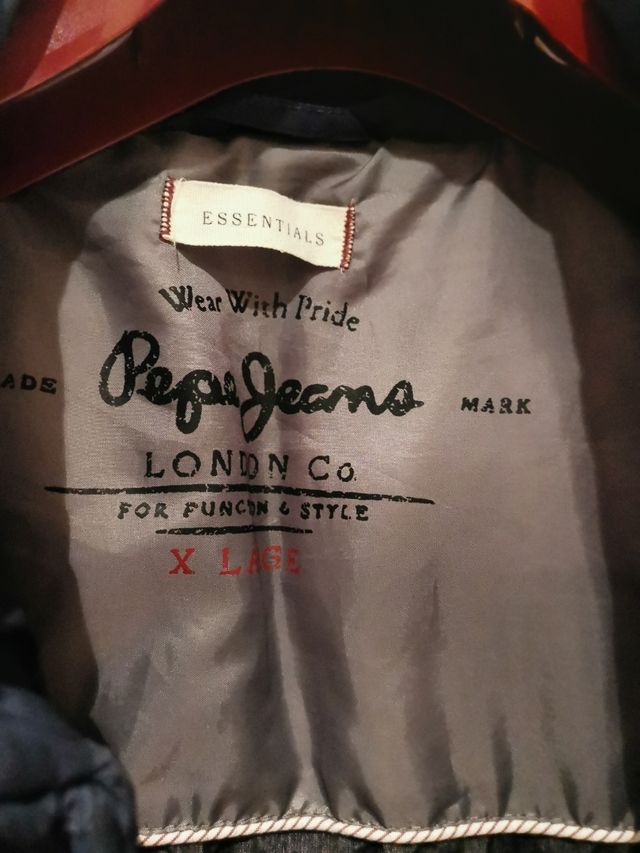 ESSENTIALS
Wear With Pride
Pepe Jeans
ADE MARK
LONDON Co.
FOR FUNCON & STYLE
X LAGE